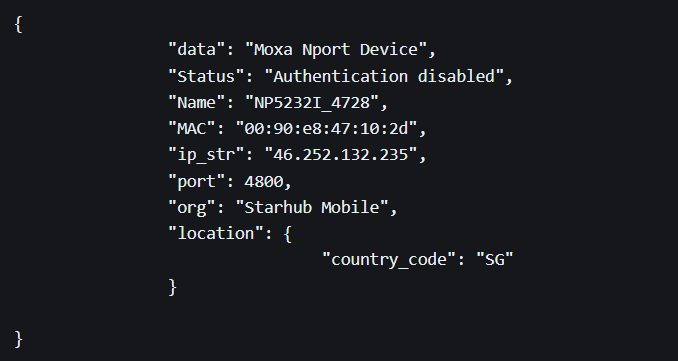 {
"data": "Moxa Nport Device",
"Status": "Authentication disabled",
"Name": "NP5232I_4728",
"MAC": "00:90:e8:47:10:2d",
"ip_str": "46.252.132.235",
"port": 4800,
"org": "Starhub Mobile",
"location": {
"country_code": "SG"
}
}